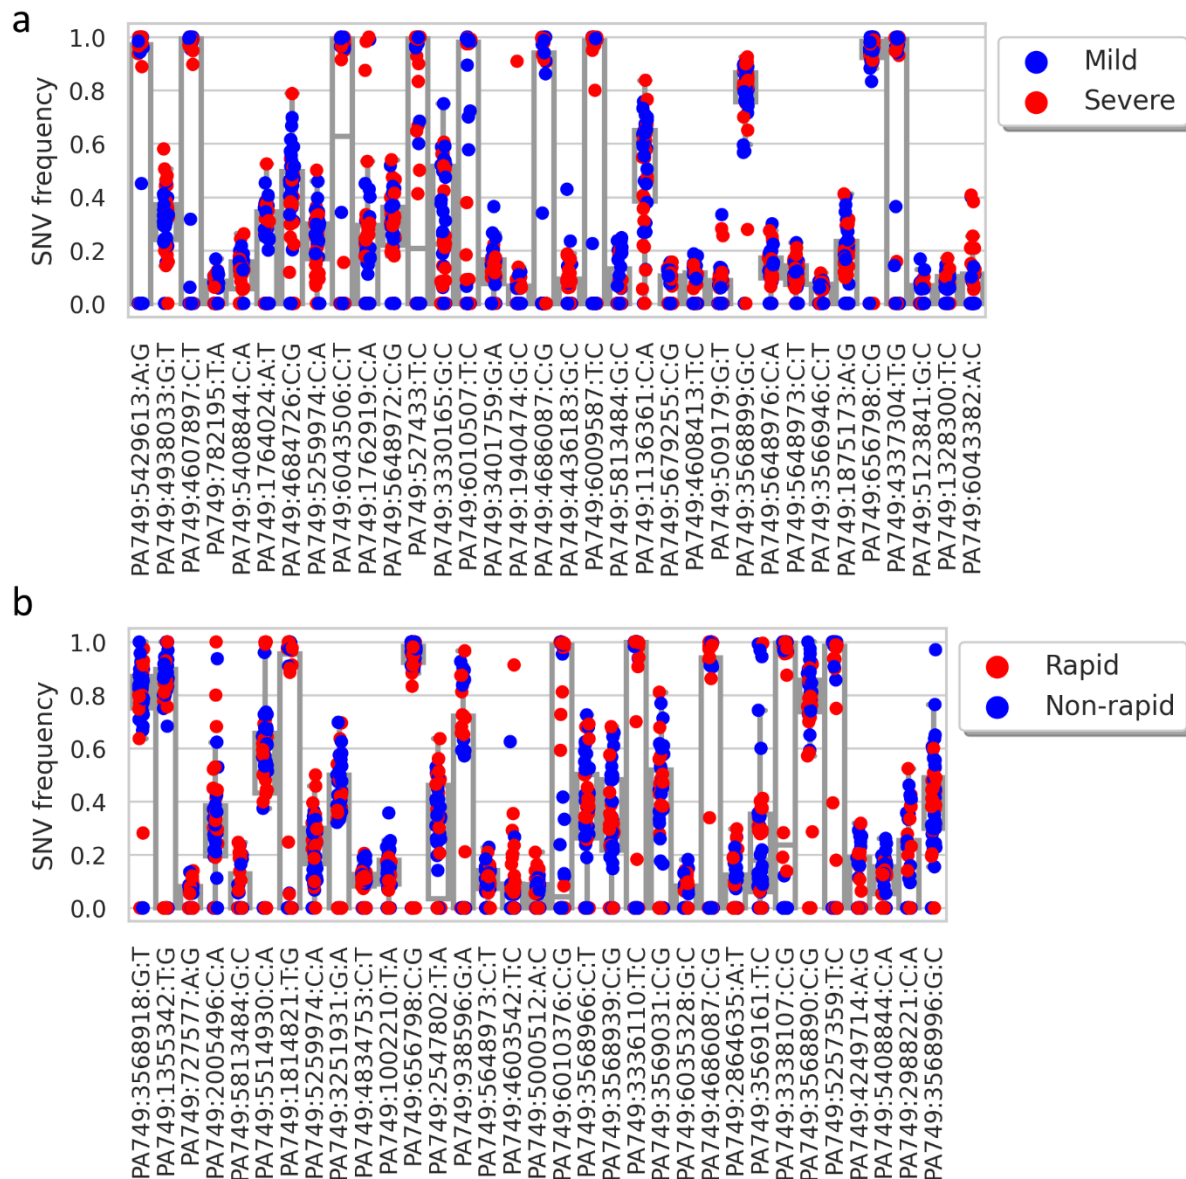 a
SNV frequency
1.0
0.8
0.6
0.4
0.2
0.0
Mild
Severe
PA749:5429613:A:G
PA749:4938033:G:T
PA749:4607897:C:T
PA749:782195:T:A
PA749:5408844:C:A
PA749:1764024:A:T
PA749:4684726:C:G
PA749:5259974:C:A
PA749:6043506:C:T
PA749:1762919:C:A
PA749:5648972:C:G
PA749:527433:T:C
PA749:3330165:G:C
PA749:6010507:T:C
PA749:3401759:G:A
PA749:1940474:G:C
PA749:4686087:C:G
PA749:4436183:G:C
PA749:6009587:T:C
PA749:5813484:G:C
PA749:1136361:C:A
PA749:5679255:C:G
PA749:4608413:T:C
PA749:509179:G:T
PA749:3568899:G:C
PA749:5648976:C:A
PA749:5648973:C:T
PA749:3566946:C:T
PA749:1875173:A:G
PA749:656798:C:G
PA749:4337304:T:G
PA749:5123841:G:C
PA749:1328300:T:C
PA749:6043382:A:C
b
SNV frequency
1.0
0.8
0.6
0.4
0.2
0.0
Rapid
Non-rapid
PA749:3568918:G:T
PA749:1355342:T:G
PA749:727577:A:G
PA749:2005496:C:A
PA749:5813484:G:C
PA749:5514930:C:A
PA749:1814821:T:G
PA749:5259974:C:A
PA749:3251931:G:A
PA749:4834753:C:T
PA749:1002210:T:A
PA749:656798:C:G
PA749:2547802:T:A
PA749:938596:G:A
PA749:5648973:C:T
PA749:4603542:T:C
PA749:5000512:A:C
PA749:6010376:C:G
PA749:3568966:C:T
PA749:3568939:C:G
PA749:3336110:T:C
PA749:3569031:C:G
PA749:6035328:G:C
PA749:4686087:C:G
PA749:2864635:A:T
PA749:3569161:T:C
PA749:3338107:C:G
PA749:3568890:C:G
PA749:5257359:T:C
PA749:4249714:A:G
PA749:5408844:C:A
PA749:2988221:C:A
PA749:3568996:G:C